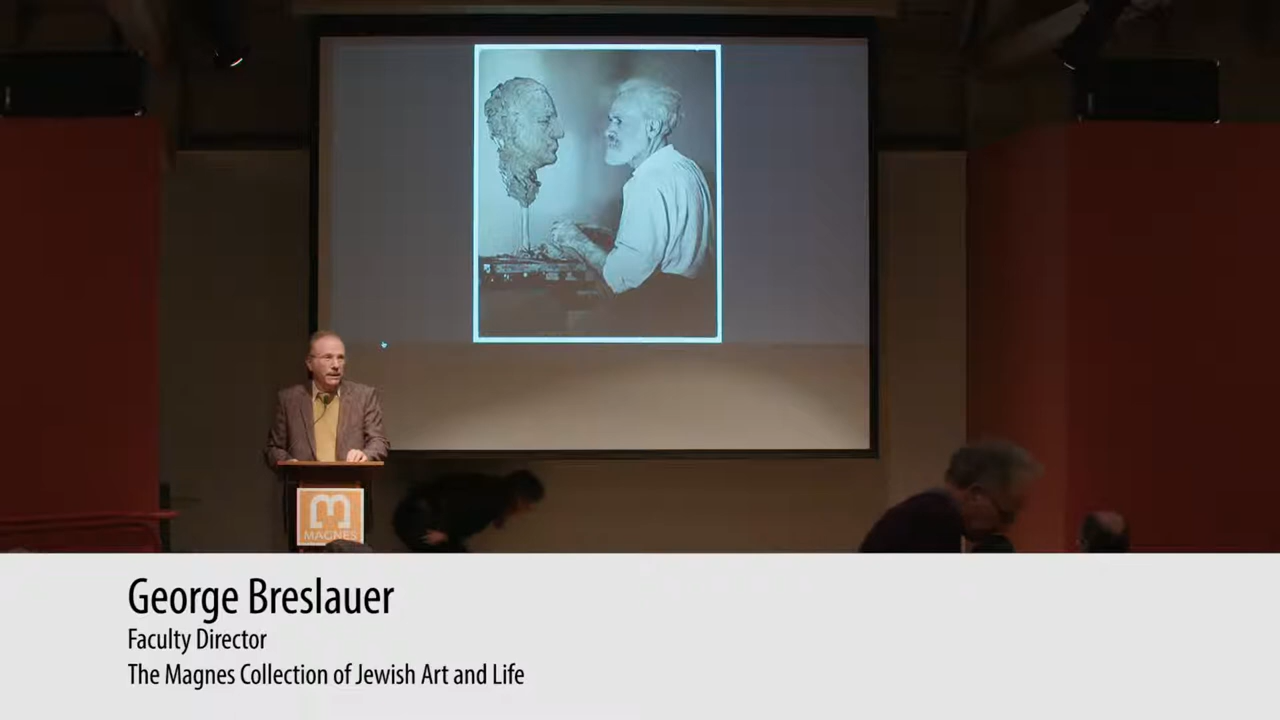 MAGNES
George Breslauer
Faculty Director
The Magnes Collection of Jewish Art and Life